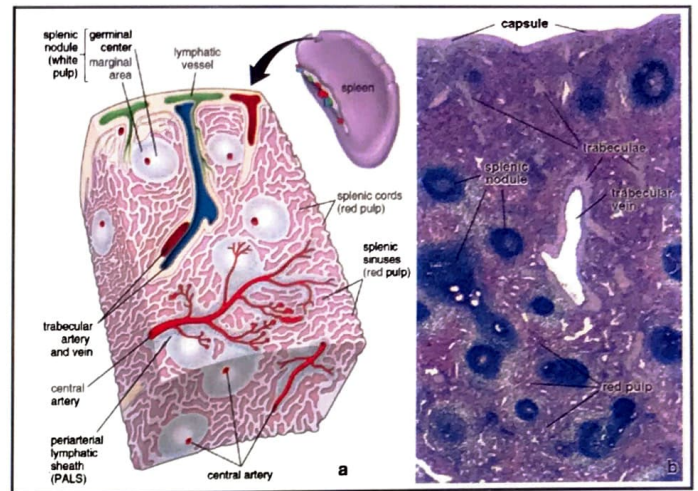 splenic
nodule
(white
pulp)
germinal
center
marginal
area
lymphatic
vessel
spleen
splenic cords
(red pulp)
splenic
sinuses
(red pulp)
trabecular
artery
and vein
central
artery
periarterial
lymphatic
sheath
(PALS)
central artery
a
capsule
trabeculae
splenic
nodule
trabecular
vein
red pulp
b